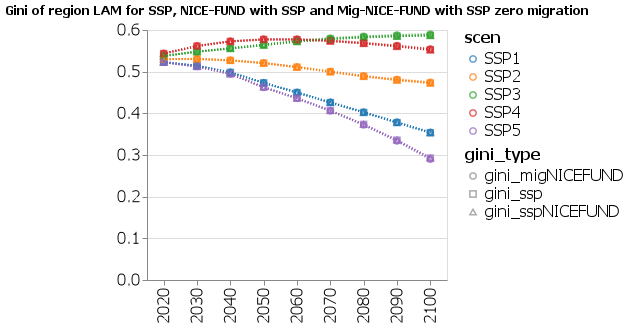 Gini of region LAM for SSP, NICE-FUND with SSP and Mig-NICE-FUND with SSP zero migration
0.6
0.5
0.4
0.3
0.2
0.1
0.0
2020
2030
2040
2050
2060
2070
2080
2090
2100
scen
SSP1
SSP2
SSP3
SSP4
SSP5
gini_type
gini_migNICEFUND
gini_ssp
gini_sspNICEFUND